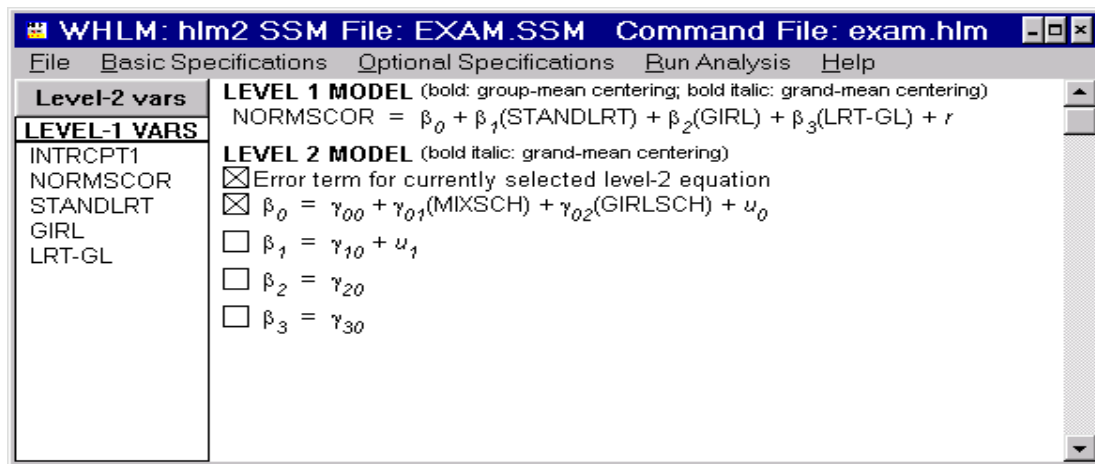 WHLM: hlm2 SSM File: EXAM.SSM Command File: exam.hlm
File Basic Specifications Optional Specifications Run Analysis Help
Level-2 vars
LEVEL-1 VARS
INTRCPT1
NORMSCOR
STANDLRT
GIRL
LRT-GL
LEVEL 1 MODEL (bold: group-mean centering; bold italic: grand-mean centering)
NORMSCOR = β₀ + β₁(STANDLRT) + β₂(GIRL) + β₃(LRT-GL) + r
LEVEL 2 MODEL (bold italic: grand-mean centering)
Error term for currently selected level-2 equation
β₀ = γ₀₀ + γ₀₁(MIXSCH) + γ₀₂(GIRLSCH) + u₀
β₁ = γ₁₀ + u₁
β₂ = γ₂₀
β₃ = γ₃₀